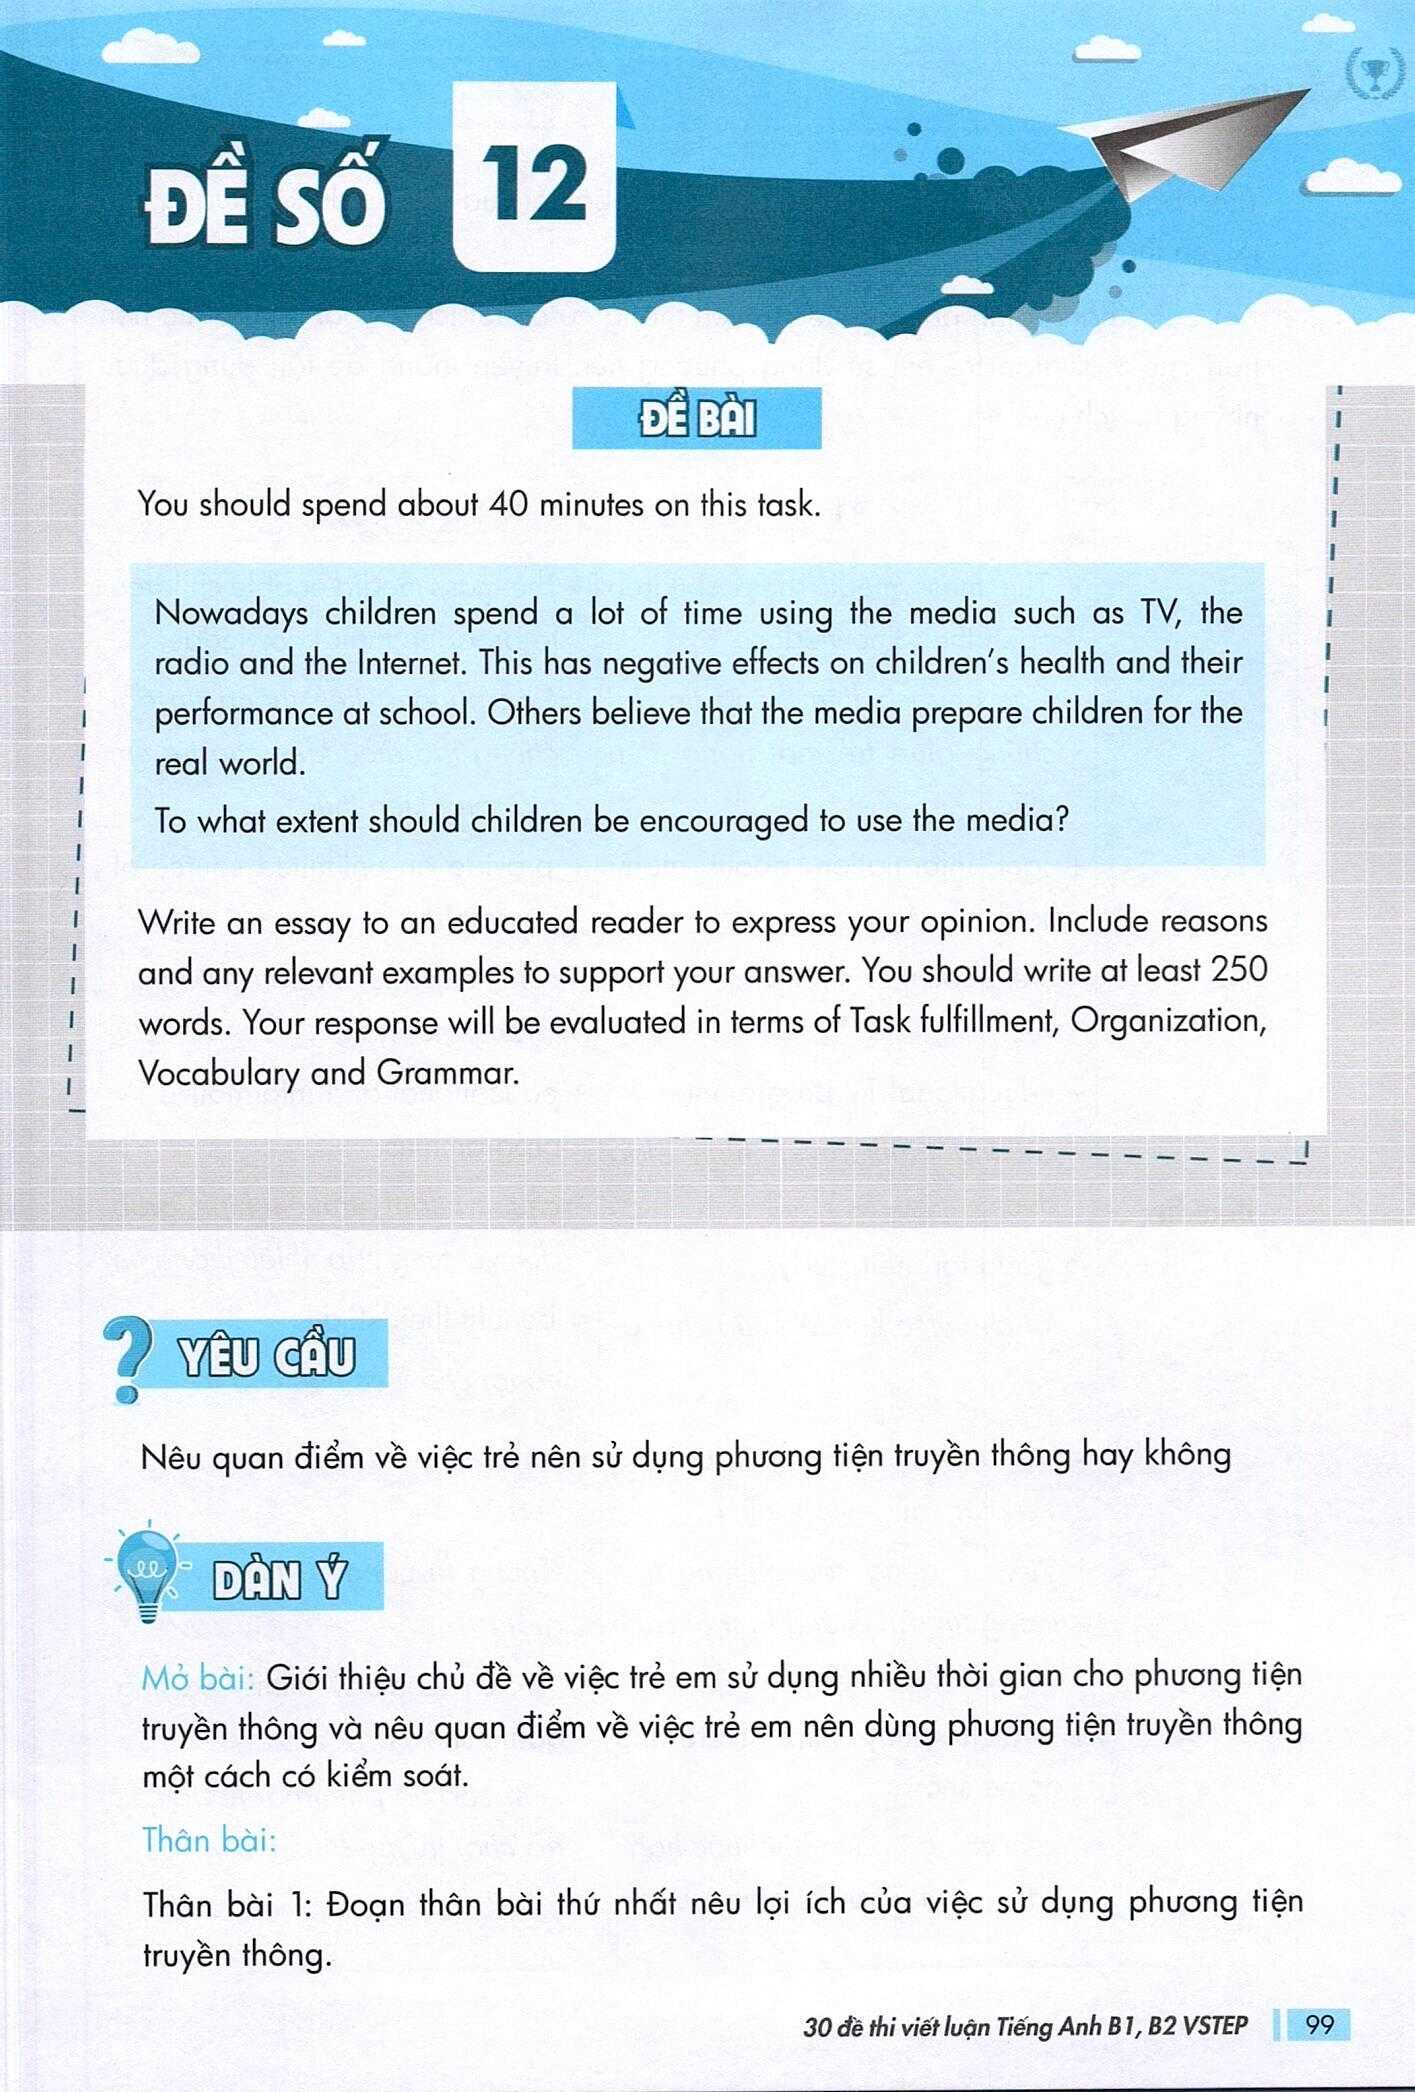 ĐỀ SỐ 12
ĐỀ BÀI
You should spend about 40 minutes on this task.
Nowadays children spend a lot of time using the media such as TV, the
radio and the Internet. This has negative effects on children's health and their
performance at school. Others believe that the media prepare children for the
real world.
To what extent should children be encouraged to use the media?
Write an essay to an educated reader to express your opinion. Include reasons
and any relevant examples to support your answer. You should write at least 250
words. Your response will be evaluated in terms of Task fulfillment, Organization,
Vocabulary and Grammar.
YÊU CẦU
Nêu quan điểm về việc trẻ nên sử dụng phương tiện truyền thông hay không
DÀN Ý
Mở bài: Giới thiệu chủ đề về việc trẻ em sử dụng nhiều thời gian cho phương tiện
truyền thông và nêu quan điểm về việc trẻ em nên dùng phương tiện truyền thông
một cách có kiểm soát.
Thân bài:
Thân bài 1: Đoạn thân bài thứ nhất nêu lợi ích của việc sử dụng phương tiện
truyền thông.
30 đề thi viết luận Tiếng Anh B1, B2 VSTEP 99